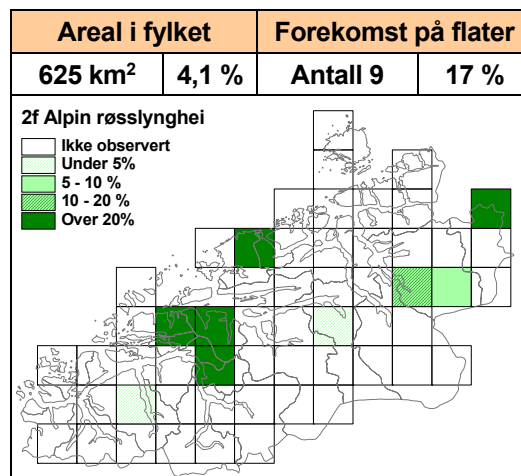 Areal i fylket Forekomst på flater
625 km² 4,1 % Antall 9 17 %
2f Alpin røsslynghei
Ikke observert
Under 5%
5 - 10 %
10 - 20 %
Over 20%